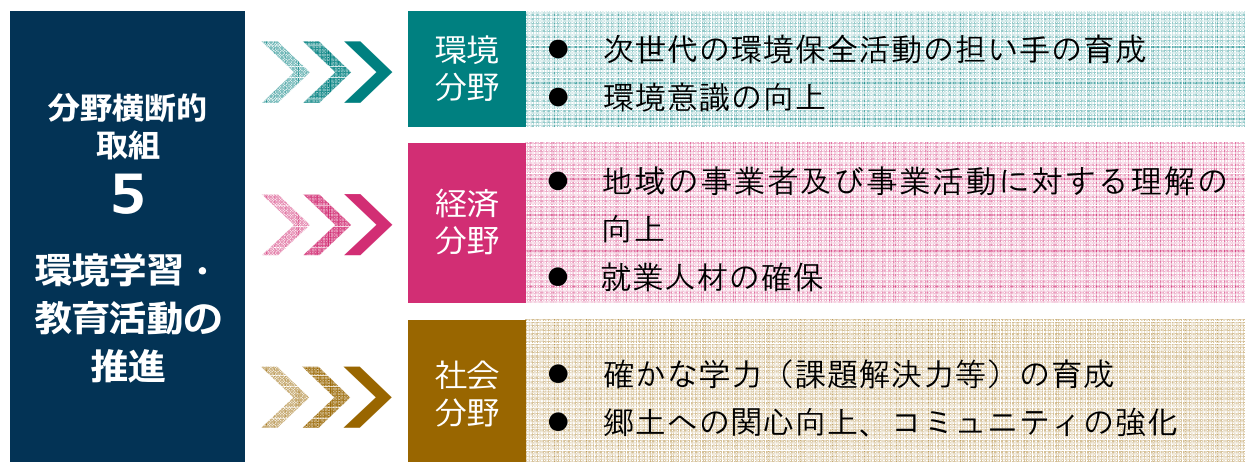 分野横断的
取組
5
環境学習・
教育活動の
推進
環境
分野
● 次世代の環境保全活動の担い手の育成
● 環境意識の向上
経済
分野
● 地域の事業者及び事業活動に対する理解の
向上
● 就業人材の確保
社会
分野
● 確かな学力（課題解決力等）の育成
● 郷土への関心向上、コミュニティの強化